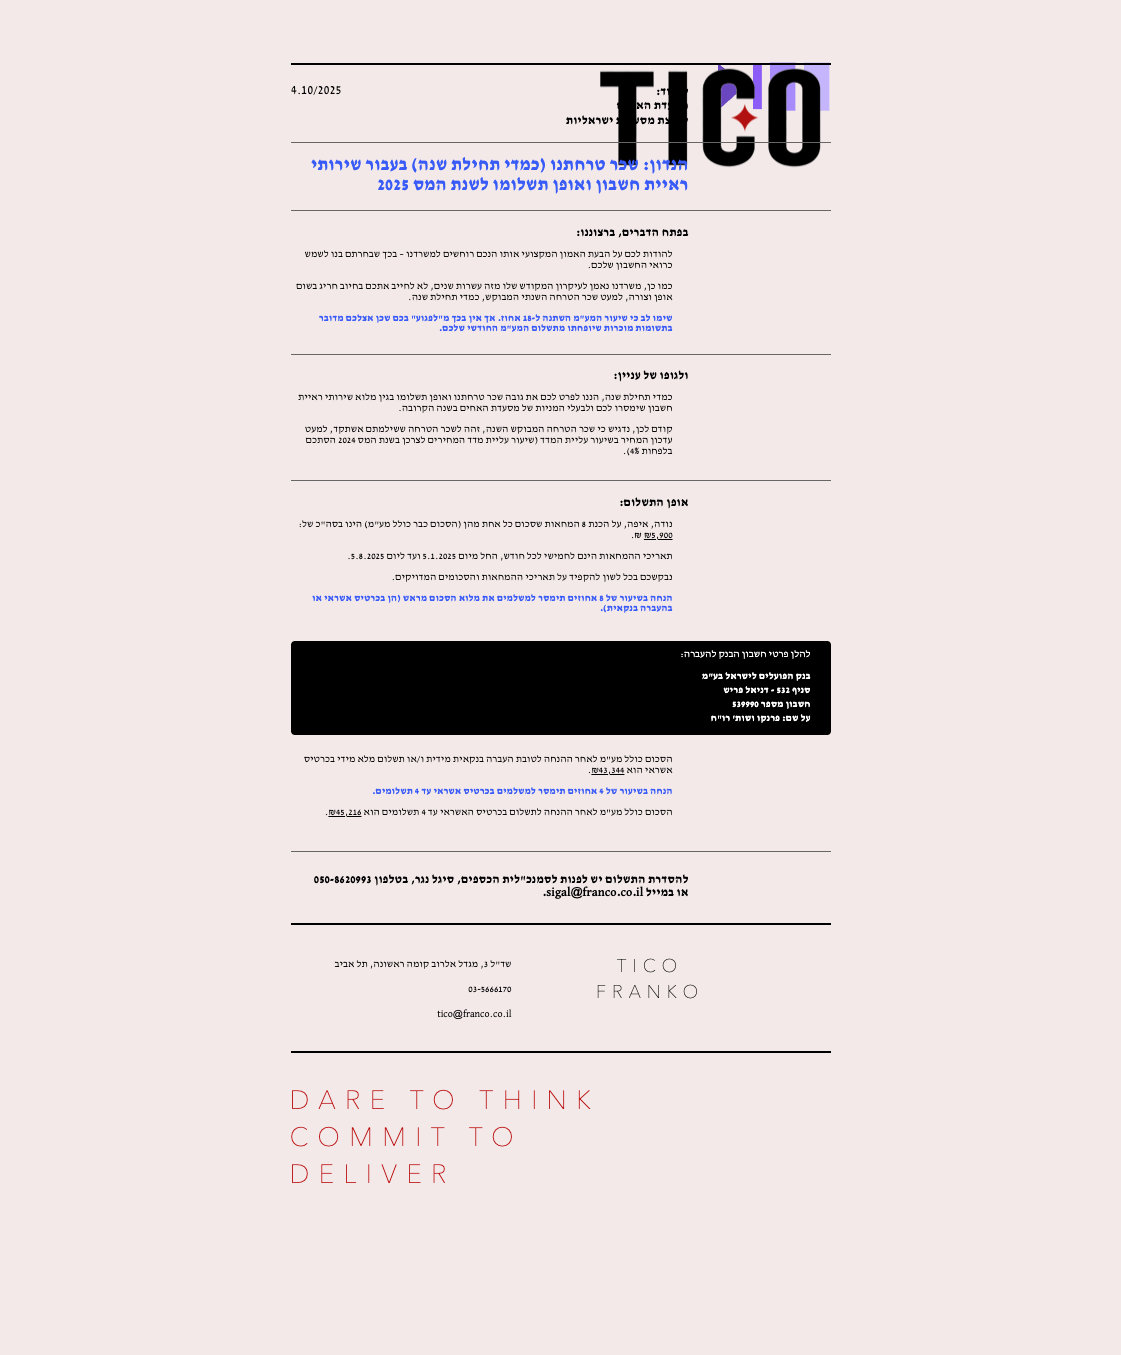 TICO
4.10/2025
ישראליות
הנדון: שכר טרחתנו (כמדי תחילת שנה) בעבור שירותי
ראיית חשבון ואופן תשלומו לשנת המס 2025
בפתח הדברים, ברצוננו:
להודות לכם על הבעת האמון המקצועי אותו הנכם רוחשים למשרדנו - בכך שבחרתם בנו לשמש
כרואי החשבון שלכם.
כמו כן, משרדנו נאמן לעיקרון המקודש שלו מזה עשרות שנים, לא לחייב אתכם בחיוב חריג בשום
אופן וצורה, למעט שכר הטרחה השנתי המבוקש, כמדי תחילת שנה.
שימו לב כי שיעור המע"מ השתנה ל-18 אחוז. אך אין בכך מ"לפגוע" בכם שכן אצלכם מדובר
בתשומות מוכרות שיופחתו מתשלום המע"מ החודשי שלכם.
ולגופו של עניין:
כמדי תחילת שנה, הננו לפרט לכם את גובה שכר טרחתנו ואופן תשלומו בגין מלוא שירותי ראיית
חשבון שימסרו לכם ולבעלי המניות של מסעדת האחים בשנה הקרובה.
קודם לכן, נדגיש כי שכר הטרחה המבוקש השנה, זהה לשכר הטרחה ששילמתם אשתקד, למעט
עדכון המחיר בשיעור עליית המדד (שיעור עליית מדד המחירים לצרכן בשנת המס 2024 הסתכם
בלפחות 4%).
אופן התשלום:
נודה, איפה, על הכנת 8 המחאות שסכום כל אחת מהן (הסכום כבר כולל מע"מ) הינו בסה"כ של:
₪5,900 ₪.
תאריכי ההמחאות הינם לחמישי לכל חודש, החל מיום 5.1.2025 ועד ליום 5.8.2025.
נבקשכם בכל לשון להקפיד על תאריכי ההמחאות והסכומים המדויקים.
הנחה בשיעור של 8 אחוזים תימסר למשלמים את מלוא הסכום מראש (הן בכרטיס אשראי או
בהעברה בנקאית).
להלן פרטי חשבון הבנק להעברה:
בנק הפועלים לישראל בע"מ
סניף 532 - דניאל פריש
חשבון מספר 539990
על שם: פרנקו ושות' רו"ח
הסכום כולל מע"מ לאחר ההנחה לטובת העברה בנקאית מידית ו/או תשלום מלא מידי בכרטיס
אשראי הוא ₪43,344.
הנחה בשיעור של 4 אחוזים תימסר למשלמים בכרטיס אשראי עד 4 תשלומים.
הסכום כולל מע"מ לאחר ההנחה לתשלום בכרטיס האשראי עד 4 תשלומים הוא ₪45,216.
להסדרת התשלום יש לפנות לסמנכ"לית הכספים, סיגל נגר, בטלפון 050-8620993
או במייל sigal@franco.co.il.
TICO
FRANKO
שד"ל 3, מגדל אלרוב קומה ראשונה, תל אביב
03-5666170
tico@franco.co.il
DARE TO THINK
COMMIT TO
DELIVER